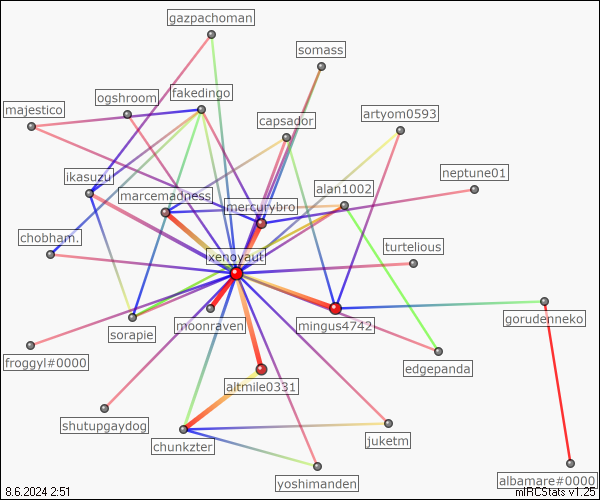 gazpachoman
somass
fakedingo
ogshroom
majestico
artyom0593
capsador
neptune01
ikasuzu
alan1002
marcemadness
mercurybro
chobham.
turtelious
xenoyaut
gorudenneko
mingus4742
moonraven
sorapie
froggyl#0000
edgepanda
altmile0331
shutupgaydog
juketm
chunkzter
yoshimanden
albamare#0000
8.6.2024 2:51
mIRCStats v1.25